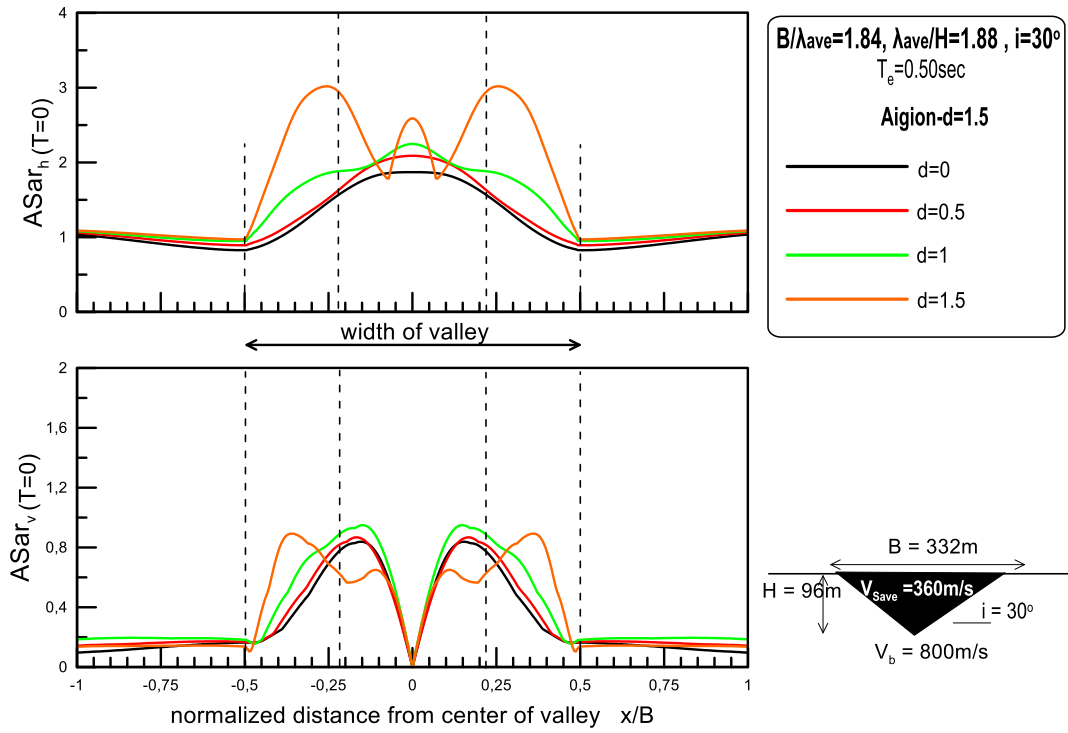 4
3
2
1
0
ASarh (T=0)
width of valley
B/λave=1.84, λave/H=1.88 , i=30º
Te=0.50sec
Aigion-d=1.5
d=0
d=0.5
d=1
d=1.5
2
1,6
1,2
0,8
0,4
0
ASarv (T=0)
-1 -0,75 -0,5 -0,25 0 0,25 0,5 0,75 1
normalized distance from center of valley x/B
B = 332m
H = 96m
VSave =360m/s
i = 30º
Vb = 800m/s